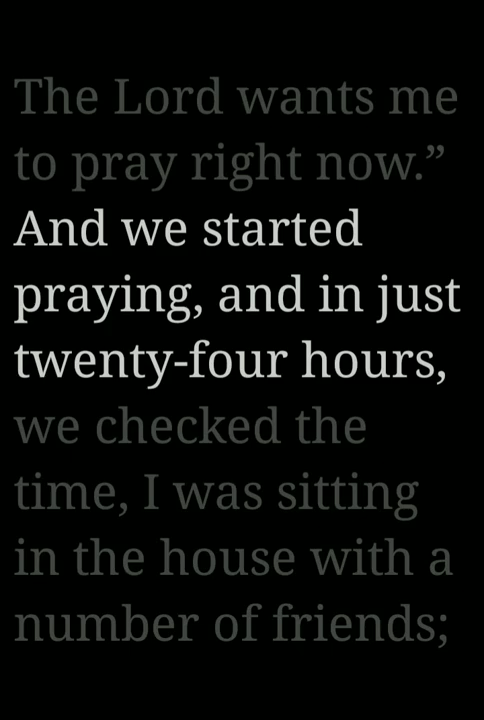 The Lord wants me
to pray right now.”
And we started
praying, and in just
twenty-four hours,
we checked the
time, I was sitting
in the house with a
number of friends;